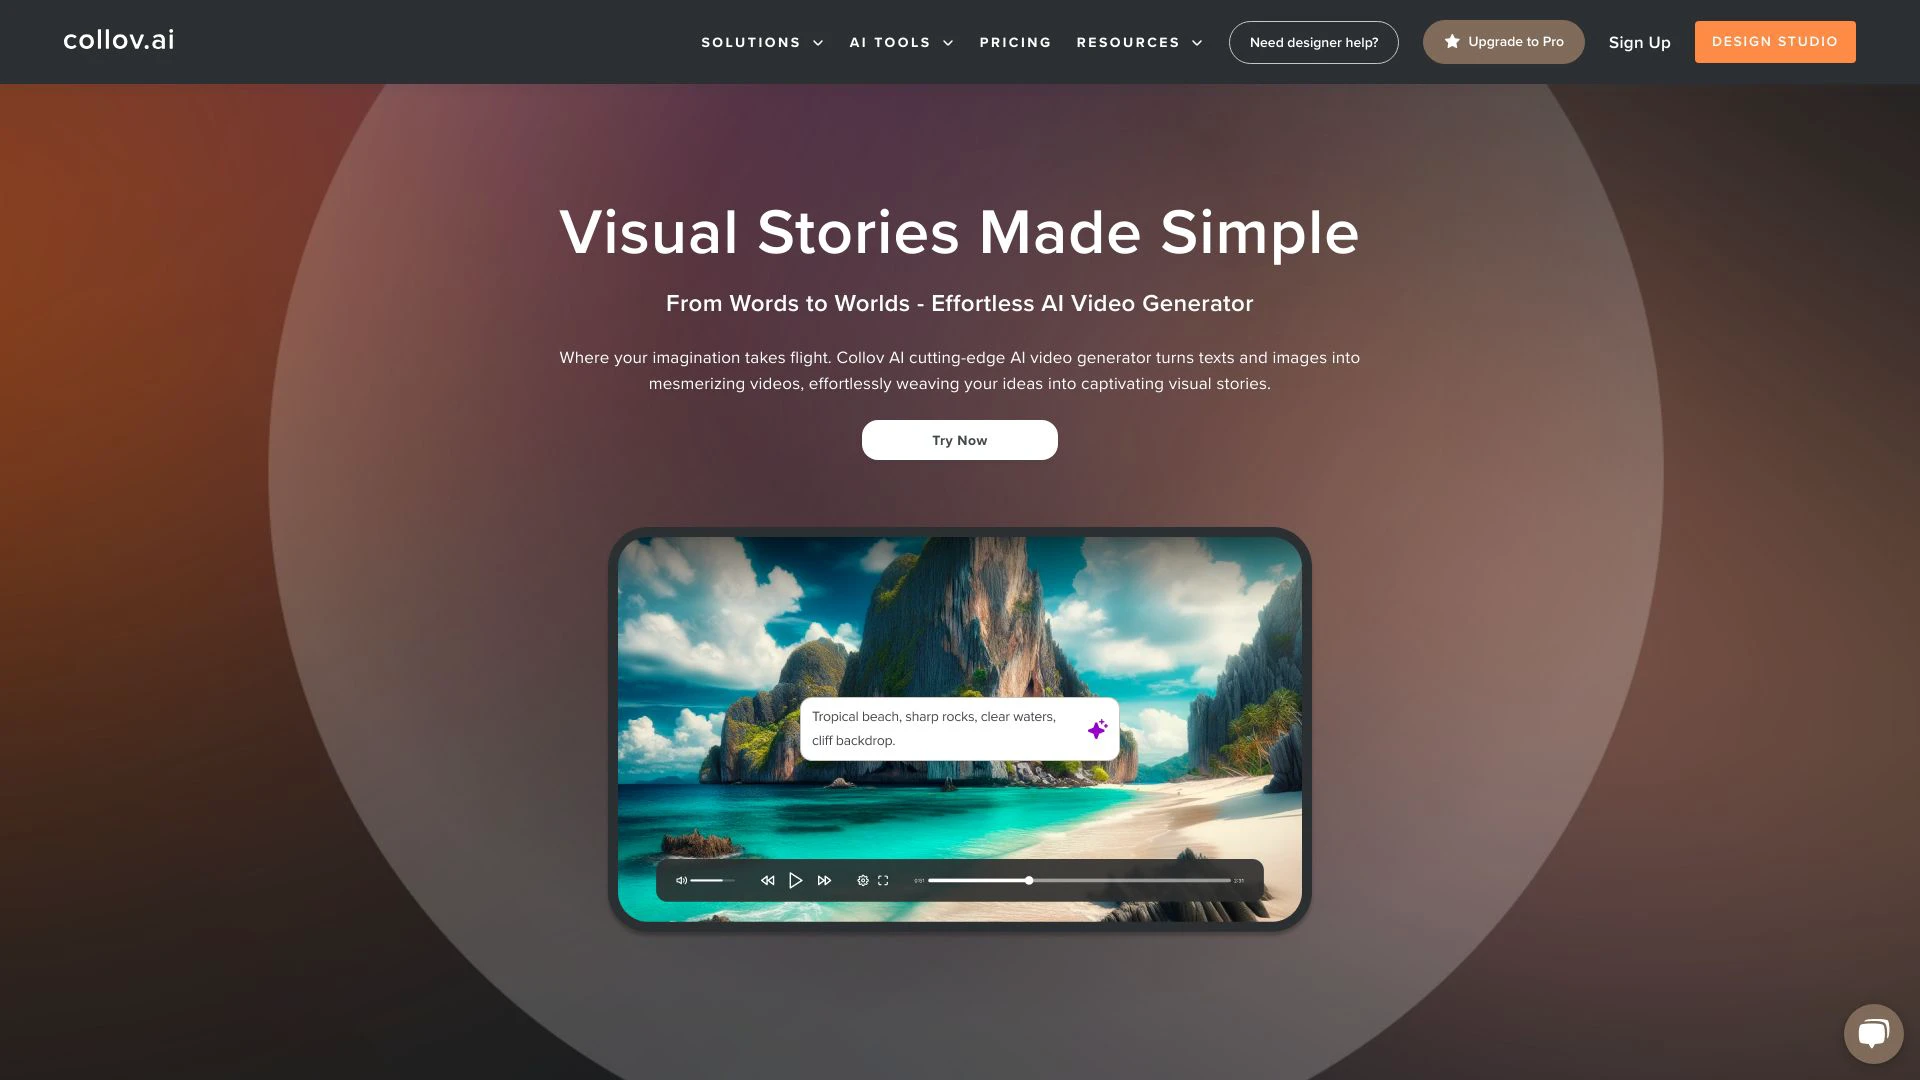 collov.ai
SOLUTIONS
AI TOOLS
PRICING
RESOURCES
Need designer help?
Upgrade to Pro
Sign Up
DESIGN STUDIO
Visual Stories Made Simple
From Words to Worlds - Effortless AI Video Generator
Where your imagination takes flight. Collov AI cutting-edge AI video generator turns texts and images into
mesmerizing videos, effortlessly weaving your ideas into captivating visual stories.
Try Now
Tropical beach, sharp rocks, clear waters,
cliff backdrop.